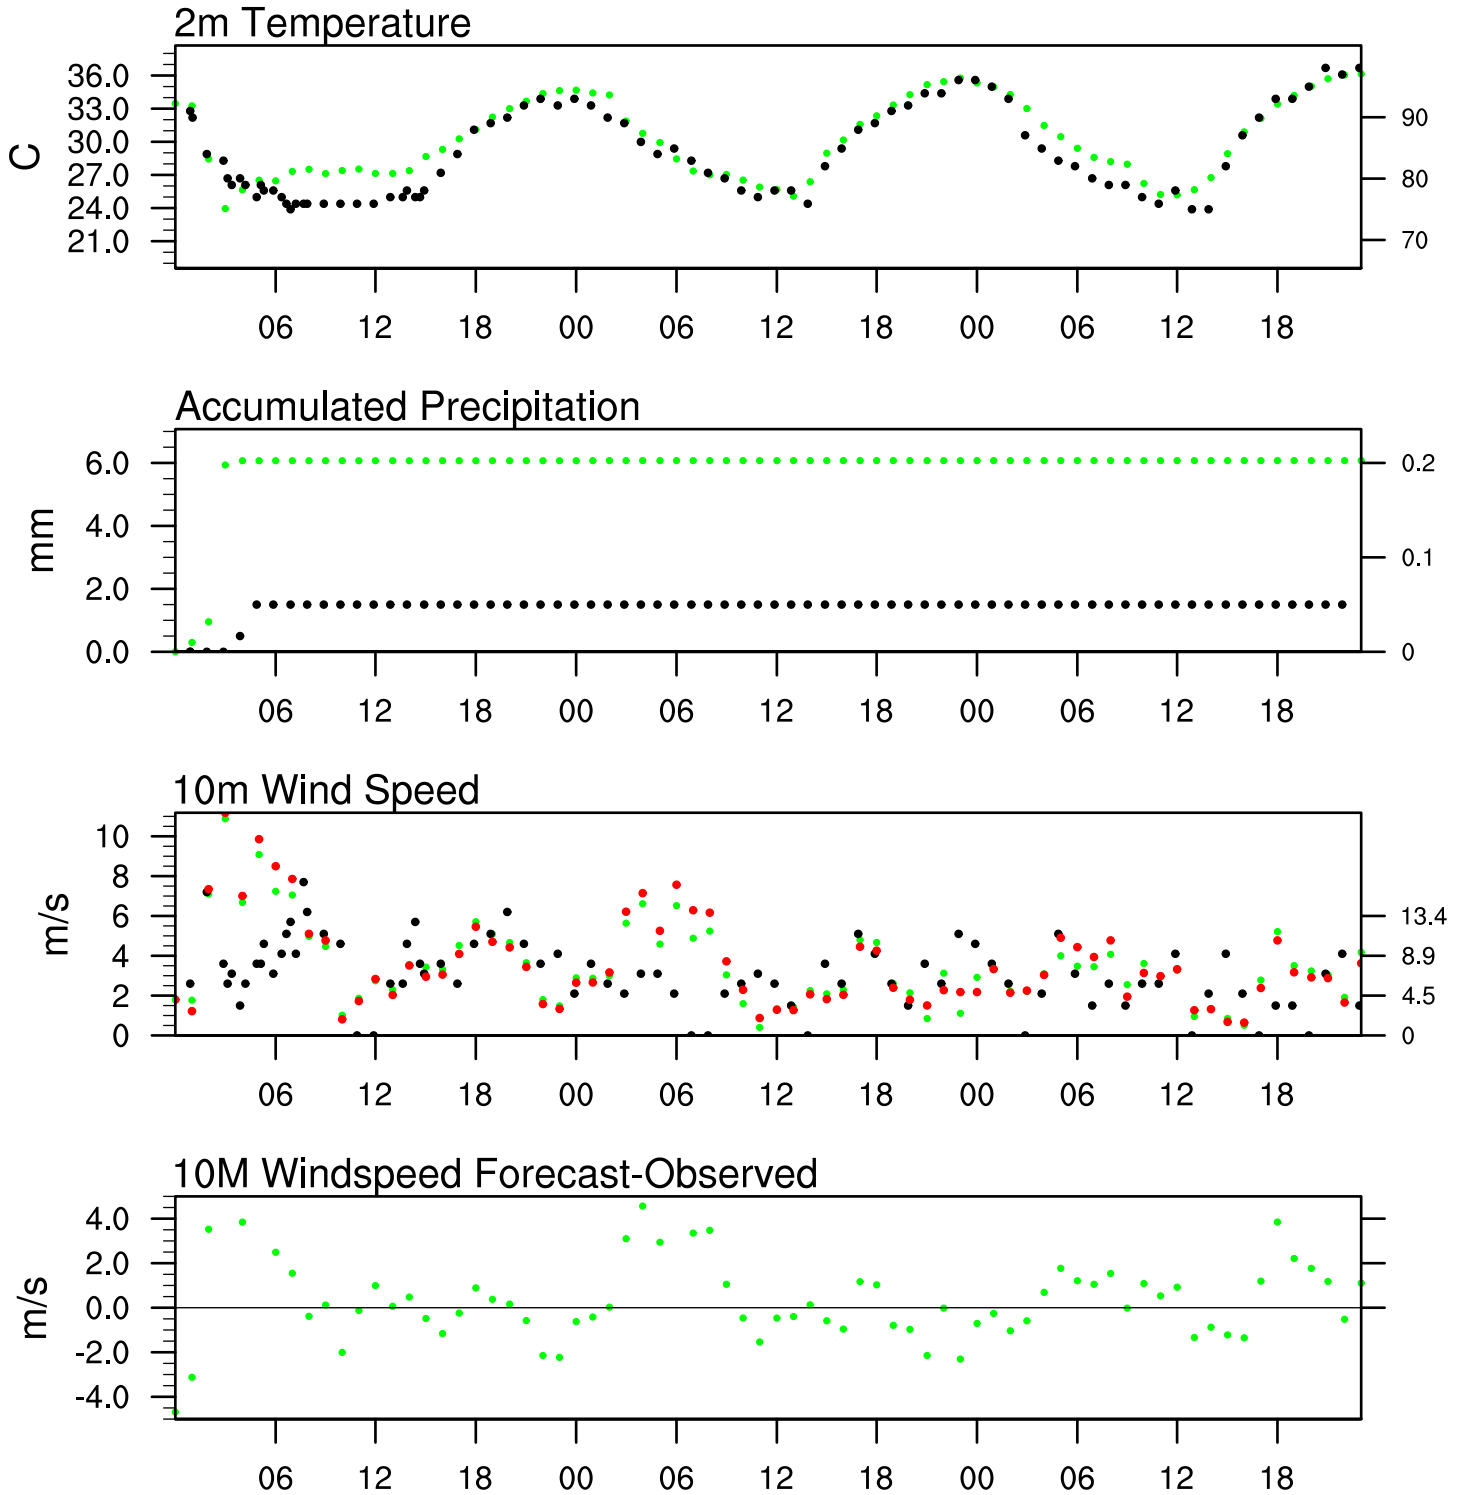 2m Temperature
C
36.0
33.0
30.0
27.0
24.0
21.0
90
80
70
06 12 18 00 06 12 18 00 06 12 18
Accumulated Precipitation
mm
6.0
4.0
2.0
0.0
0.2
0.1
0
06 12 18 00 06 12 18 00 06 12 18
10m Wind Speed
m/s
10
8
6
4
2
0
13.4
8.9
4.5
0
06 12 18 00 06 12 18 00 06 12 18
10M Windspeed Forecast-Observed
m/s
4.0
2.0
0.0
-2.0
-4.0
06 12 18 00 06 12 18 00 06 12 18